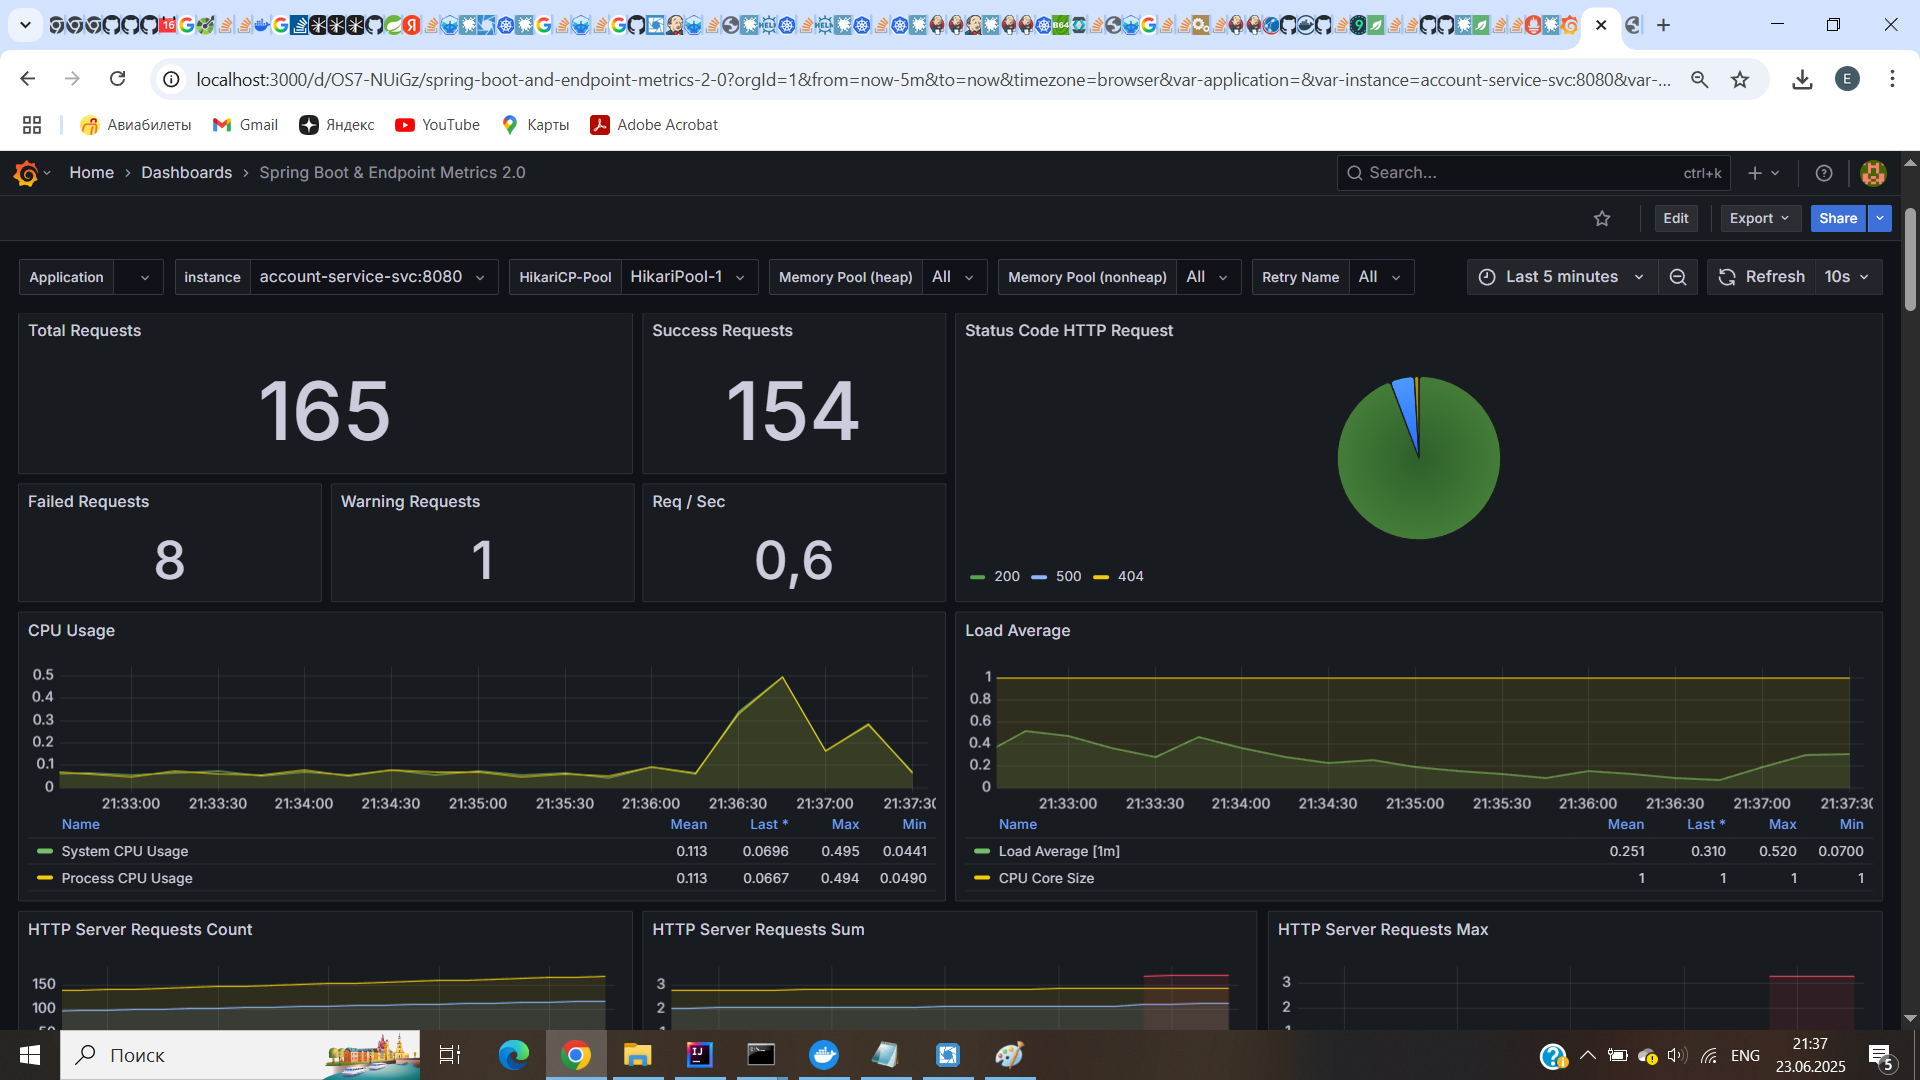 localhost:3000/d/OS7-NUiGz/spring-boot-and-endpoint-metrics-2-0?orgId=1&from=now-5m&to=now&timezone=browser&var-application=&var-instance=account-service-svc:8080&var-...
E
Авиабилеты Gmail Яндекс YouTube Карты Adobe Acrobat
Home › Dashboards › Spring Boot & Endpoint Metrics 2.0
Search... ctrl+k
Edit Export Share
Application
instance account-service-svc:8080
HikariCP-Pool HikariPool-1
Memory Pool (heap) All
Memory Pool (nonheap) All
Retry Name All
Last 5 minutes
Refresh 10s
Total Requests
165
Success Requests
154
Status Code HTTP Request
200 500 404
Failed Requests
8
Warning Requests
1
Req / Sec
0,6
CPU Usage
0.5
0.4
0.3
0.2
0.1
0
21:33:00 21:33:30 21:34:00 21:34:30 21:35:00 21:35:30 21:36:00 21:36:30 21:37:00 21:37:30
Name Mean Last * Max Min
System CPU Usage 0.113 0.0696 0.495 0.0441
Process CPU Usage 0.113 0.0667 0.494 0.0490
Load Average
1
0.8
0.6
0.4
0.2
0
21:33:00 21:33:30 21:34:00 21:34:30 21:35:00 21:35:30 21:36:00 21:36:30 21:37:00 21:37:30
Name Mean Last * Max Min
Load Average [1m] 0.251 0.310 0.520 0.0700
CPU Core Size 1 1 1 1
HTTP Server Requests Count
150
100
50
HTTP Server Requests Sum
3
2
1
HTTP Server Requests Max
3
2
1
Поиск
ENG
21:37
23.06.2025
5